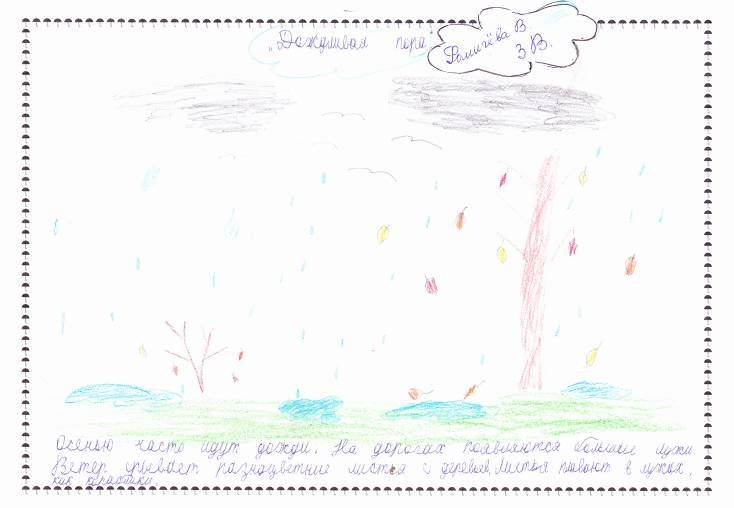 „Дождливая пора"
Фомичёва В
3 В.
Осенью часто идут дожди. На дорогах появляются большие лужи.
Ветер срывает разноцветные листья с деревьев. Листья плавают в лужах,
как кораблики.